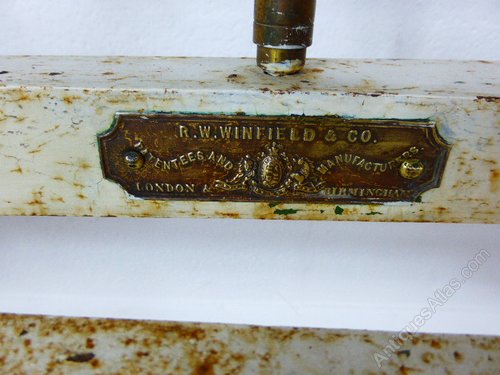 R.W.WINFIELD & CO.
PATENTEES AND MANUFACTURERS
LONDON & BIRMINGHAM
AntiquesAtlas.com